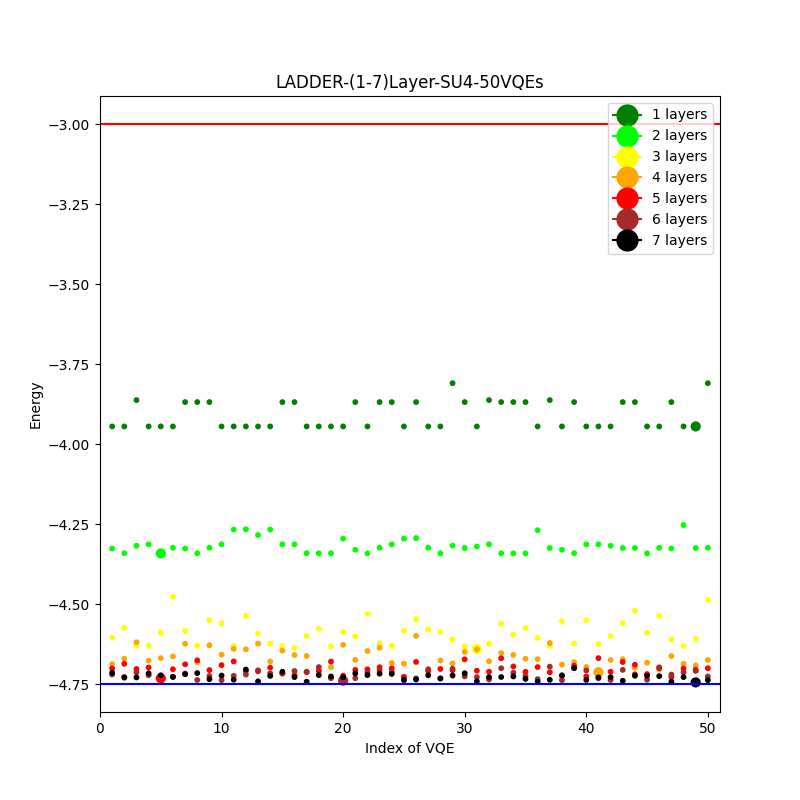 LADDER-(1-7)Layer-SU4-50VQEs
1 layers
2 layers
3 layers
4 layers
5 layers
6 layers
7 layers
−3.00
−3.25
−3.50
−3.75
−4.00
−4.25
−4.50
−4.75
Energy
0 10 20 30 40 50
Index of VQE